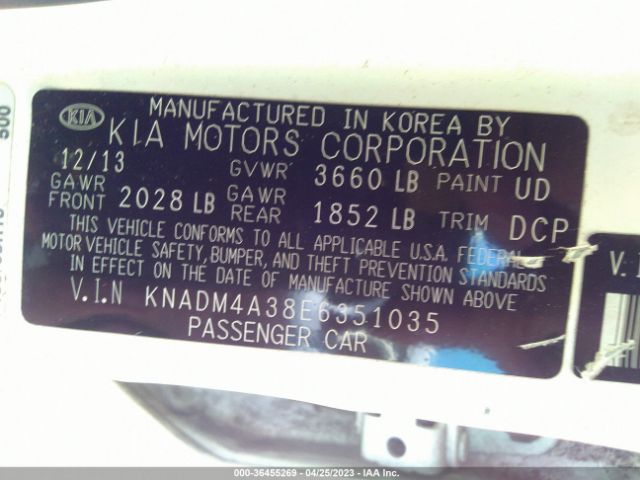 KIA
MANUFACTURED IN KOREA BY
KIA MOTORS CORPORATION
12/13 GVWR 3660 LB PAINT UD
GAWR FRONT 2028 LB GAWR REAR 1852 LB TRIM DCP
THIS VEHICLE CONFORMS TO ALL APPLICABLE U.S.A. FEDERAL
MOTOR VEHICLE SAFETY, BUMPER, AND THEFT PREVENTION STANDARDS
IN EFFECT ON THE DATE OF MANUFACTURE SHOWN ABOVE
V.I.N KNADM4A38E6351035
PASSENGER CAR
500
V.I
000-36455269 - 04/25/2023 - IAA Inc.